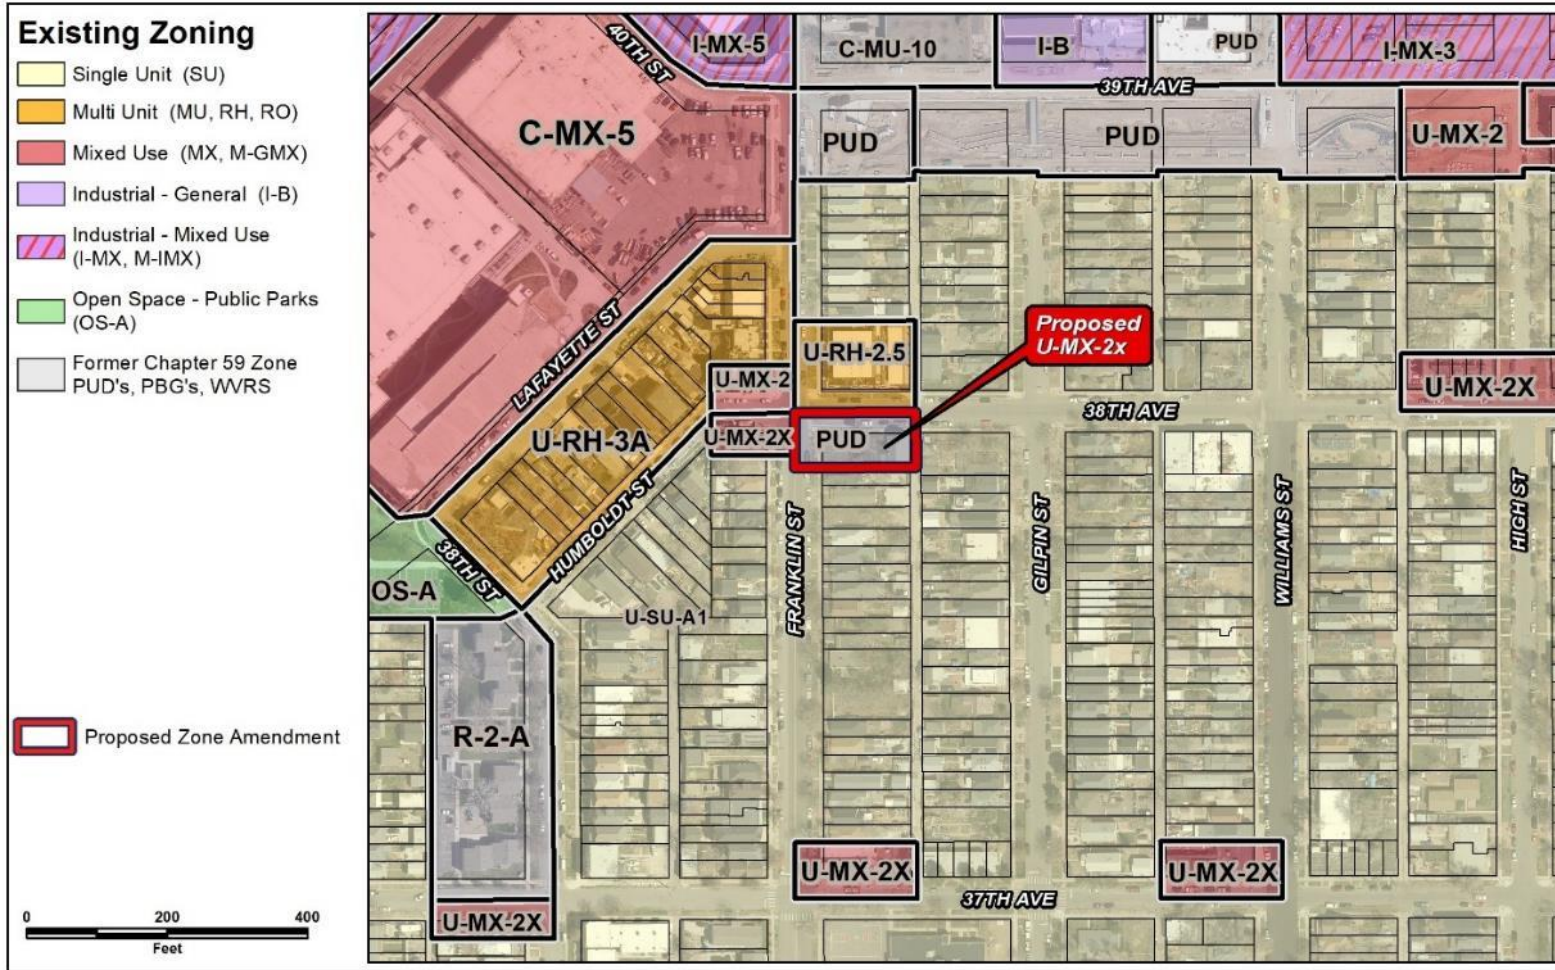 Existing Zoning
Single Unit (SU)
Multi Unit (MU, RH, RO)
Mixed Use (MX, M-GMX)
Industrial - General (I-B)
Industrial - Mixed Use
(I-MX, M-IMX)
Open Space - Public Parks
(OS-A)
Former Chapter 59 Zone
PUD's, PBG's, WVRS
Proposed Zone Amendment
0 200 400
Feet
40TH ST
I-MX-5
C-MU-10
I-B
PUD
I-MX-3
39TH AVE
C-MX-5
PUD
PUD
U-MX-2
LAFAYETTE ST
Proposed
U-MX-2x
U-RH-2.5
U-MX-2
U-MX-2X
38TH AVE
U-RH-3A
U-MX-2X
PUD
HUMBOLDT ST
FRANKLIN ST
GILPIN ST
WILLIAMS ST
HIGH ST
38TH ST
OS-A
U-SU-A1
R-2-A
U-MX-2X
U-MX-2X
37TH AVE
U-MX-2X